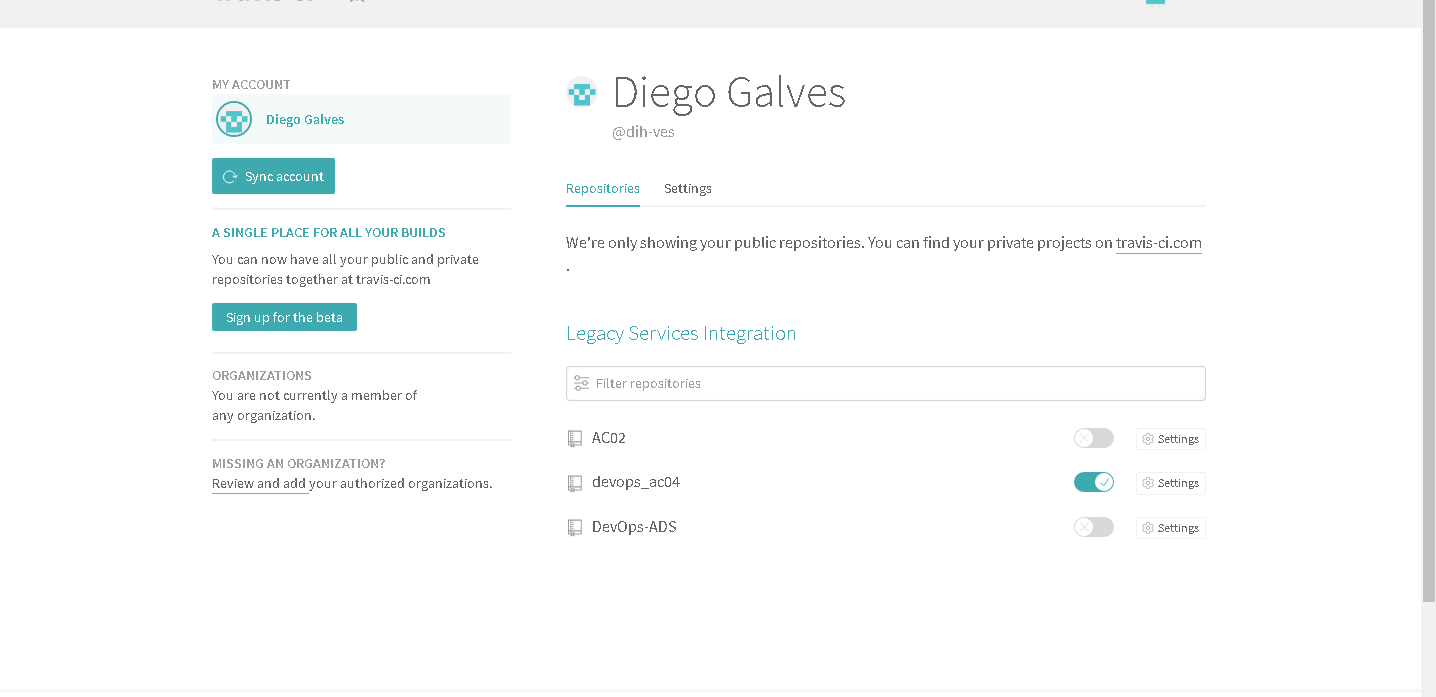 MY ACCOUNT
Diego Galves
Sync account
A SINGLE PLACE FOR ALL YOUR BUILDS
You can now have all your public and private
repositories together at travis-ci.com
Sign up for the beta
ORGANIZATIONS
You are not currently a member of
any organization.
MISSING AN ORGANIZATION?
Review and add your authorized organizations.
Diego Galves
@dih-ves
Repositories
Settings
We're only showing your public repositories. You can find your private projects on travis-ci.com
.
Legacy Services Integration
Filter repositories
AC02
Settings
devops_ac04
Settings
DevOps-ADS
Settings